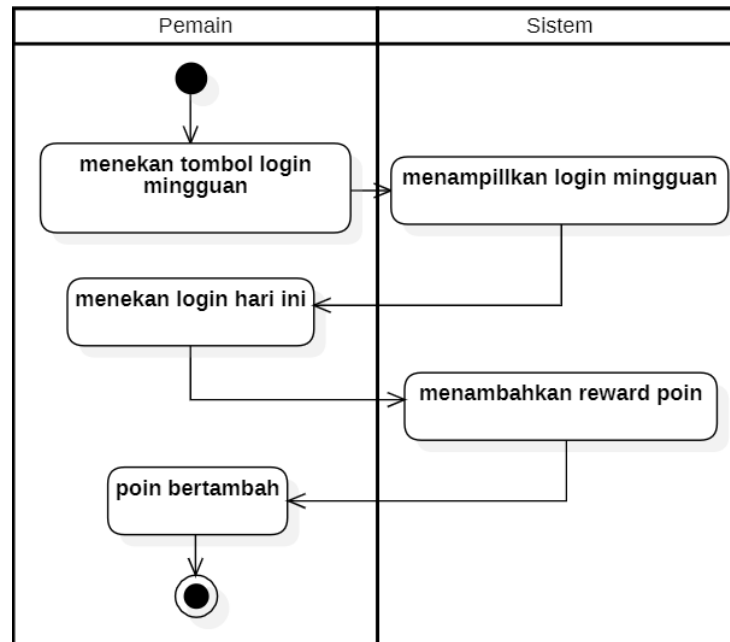 Pemain
Sistem
menekan tombol login
mingguan
menampillkan login mingguan
menekan login hari ini
menambahkan reward poin
poin bertambah